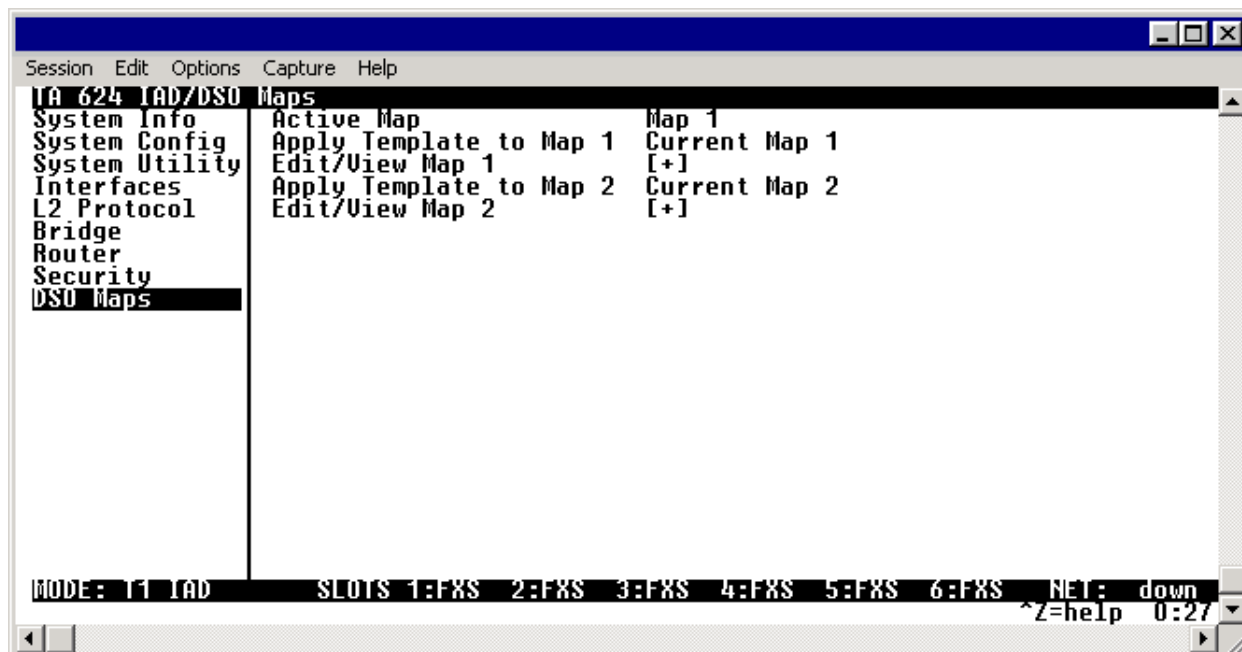 Session Edit Options Capture Help
TA 624 IAD/DSO Maps
System Info Active Map Map 1
System Config Apply Template to Map 1 Current Map 1
System Utility Edit/View Map 1 [+]
Interfaces Apply Template to Map 2 Current Map 2
L2 Protocol Edit/View Map 2 [+]
Bridge
Router
Security
DSO Maps
MODE: T1 IAD SLOTS 1:FXS 2:FXS 3:FXS 4:FXS 5:FXS 6:FXS NET: down
^Z=help 0:27